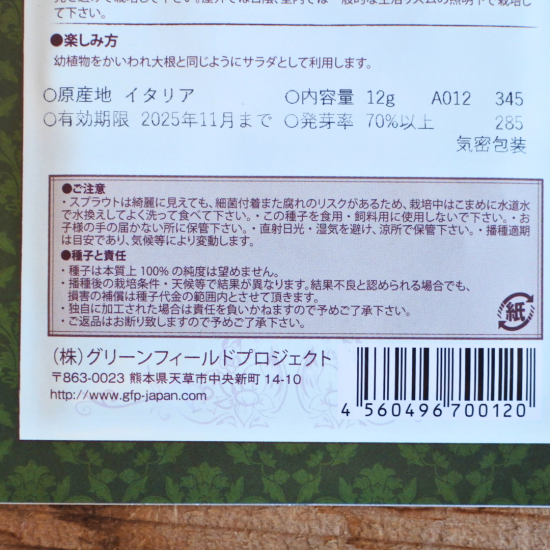 て下さい。
●楽しみ方
幼植物をかいわれ大根と同じようにサラダとして利用します。
○原産地 イタリア ○内容量 12g A012 345
○有効期限 2025年11月まで ○発芽率 70%以上 285
気密包装
●ご注意
・スプラウトは綺麗に見えても、細菌付着また腐れのリスクがあるため、栽培中はこまめに水道水
で水換えしてよく洗って食べて下さい。・この種子を食用・飼料用に使用しないで下さい。・お
子様の手の届かない所に保管下さい。・直射日光・湿気を避け、涼所で保管下さい。・播種適期
は目安であり、気候等により変動します。
●種子と責任
・種子は本質上100%の純度は望めません。
・播種後の栽培条件・天候等で結果が異なります。結果不良と認められる場合でも、
損害の補償は種子代金の範囲内とさせて頂きます。
・独自に加工された場合は責任を負いかねますので予めご了承下さい。
・ご返品はお断り致しますので予めご了承下さい。
紙
(株)グリーンフィールドプロジェクト
〒863-0023 熊本県天草市中央新町 14-10
http://www.gfp-japan.com
4 560496 700120